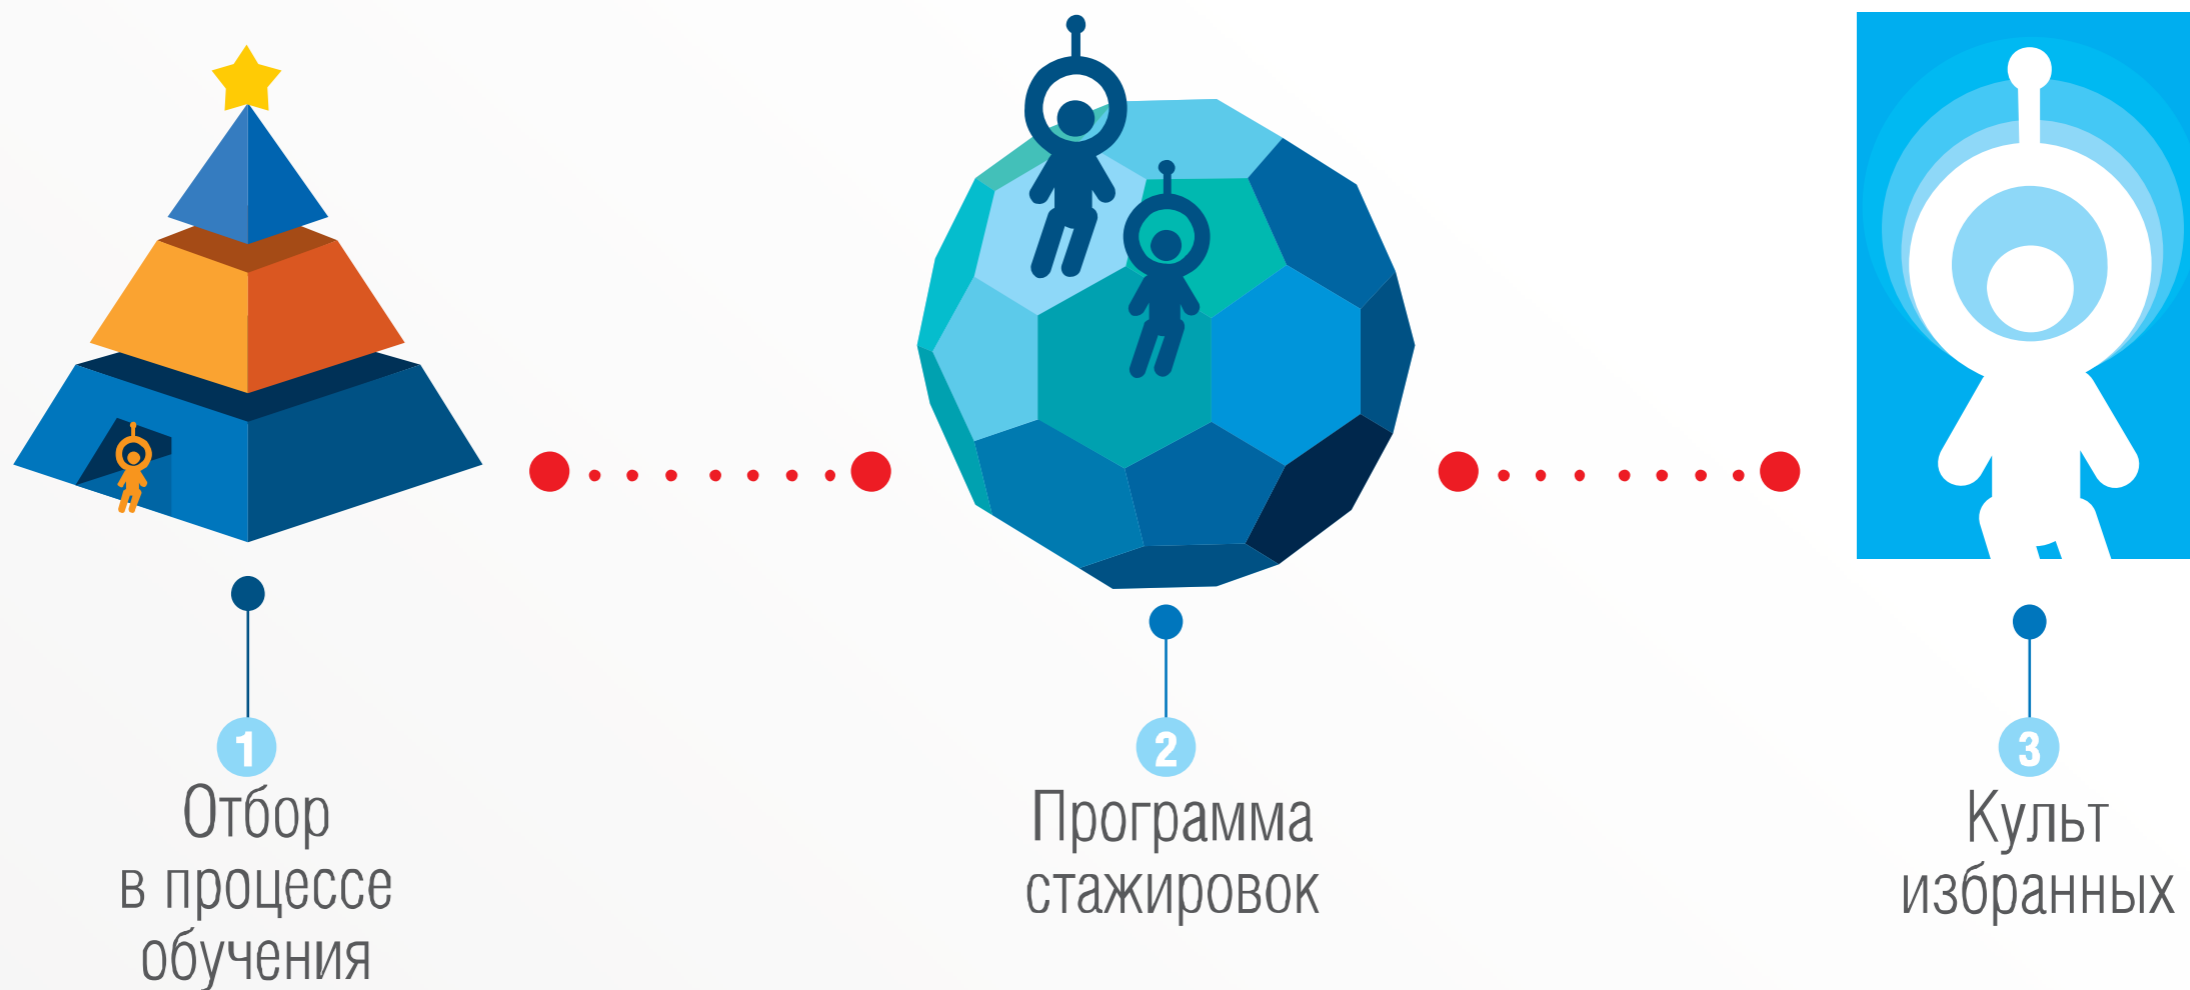 1
Отбор
в процессе
обучения
2
Программа
стажировок
3
Культ
избранных